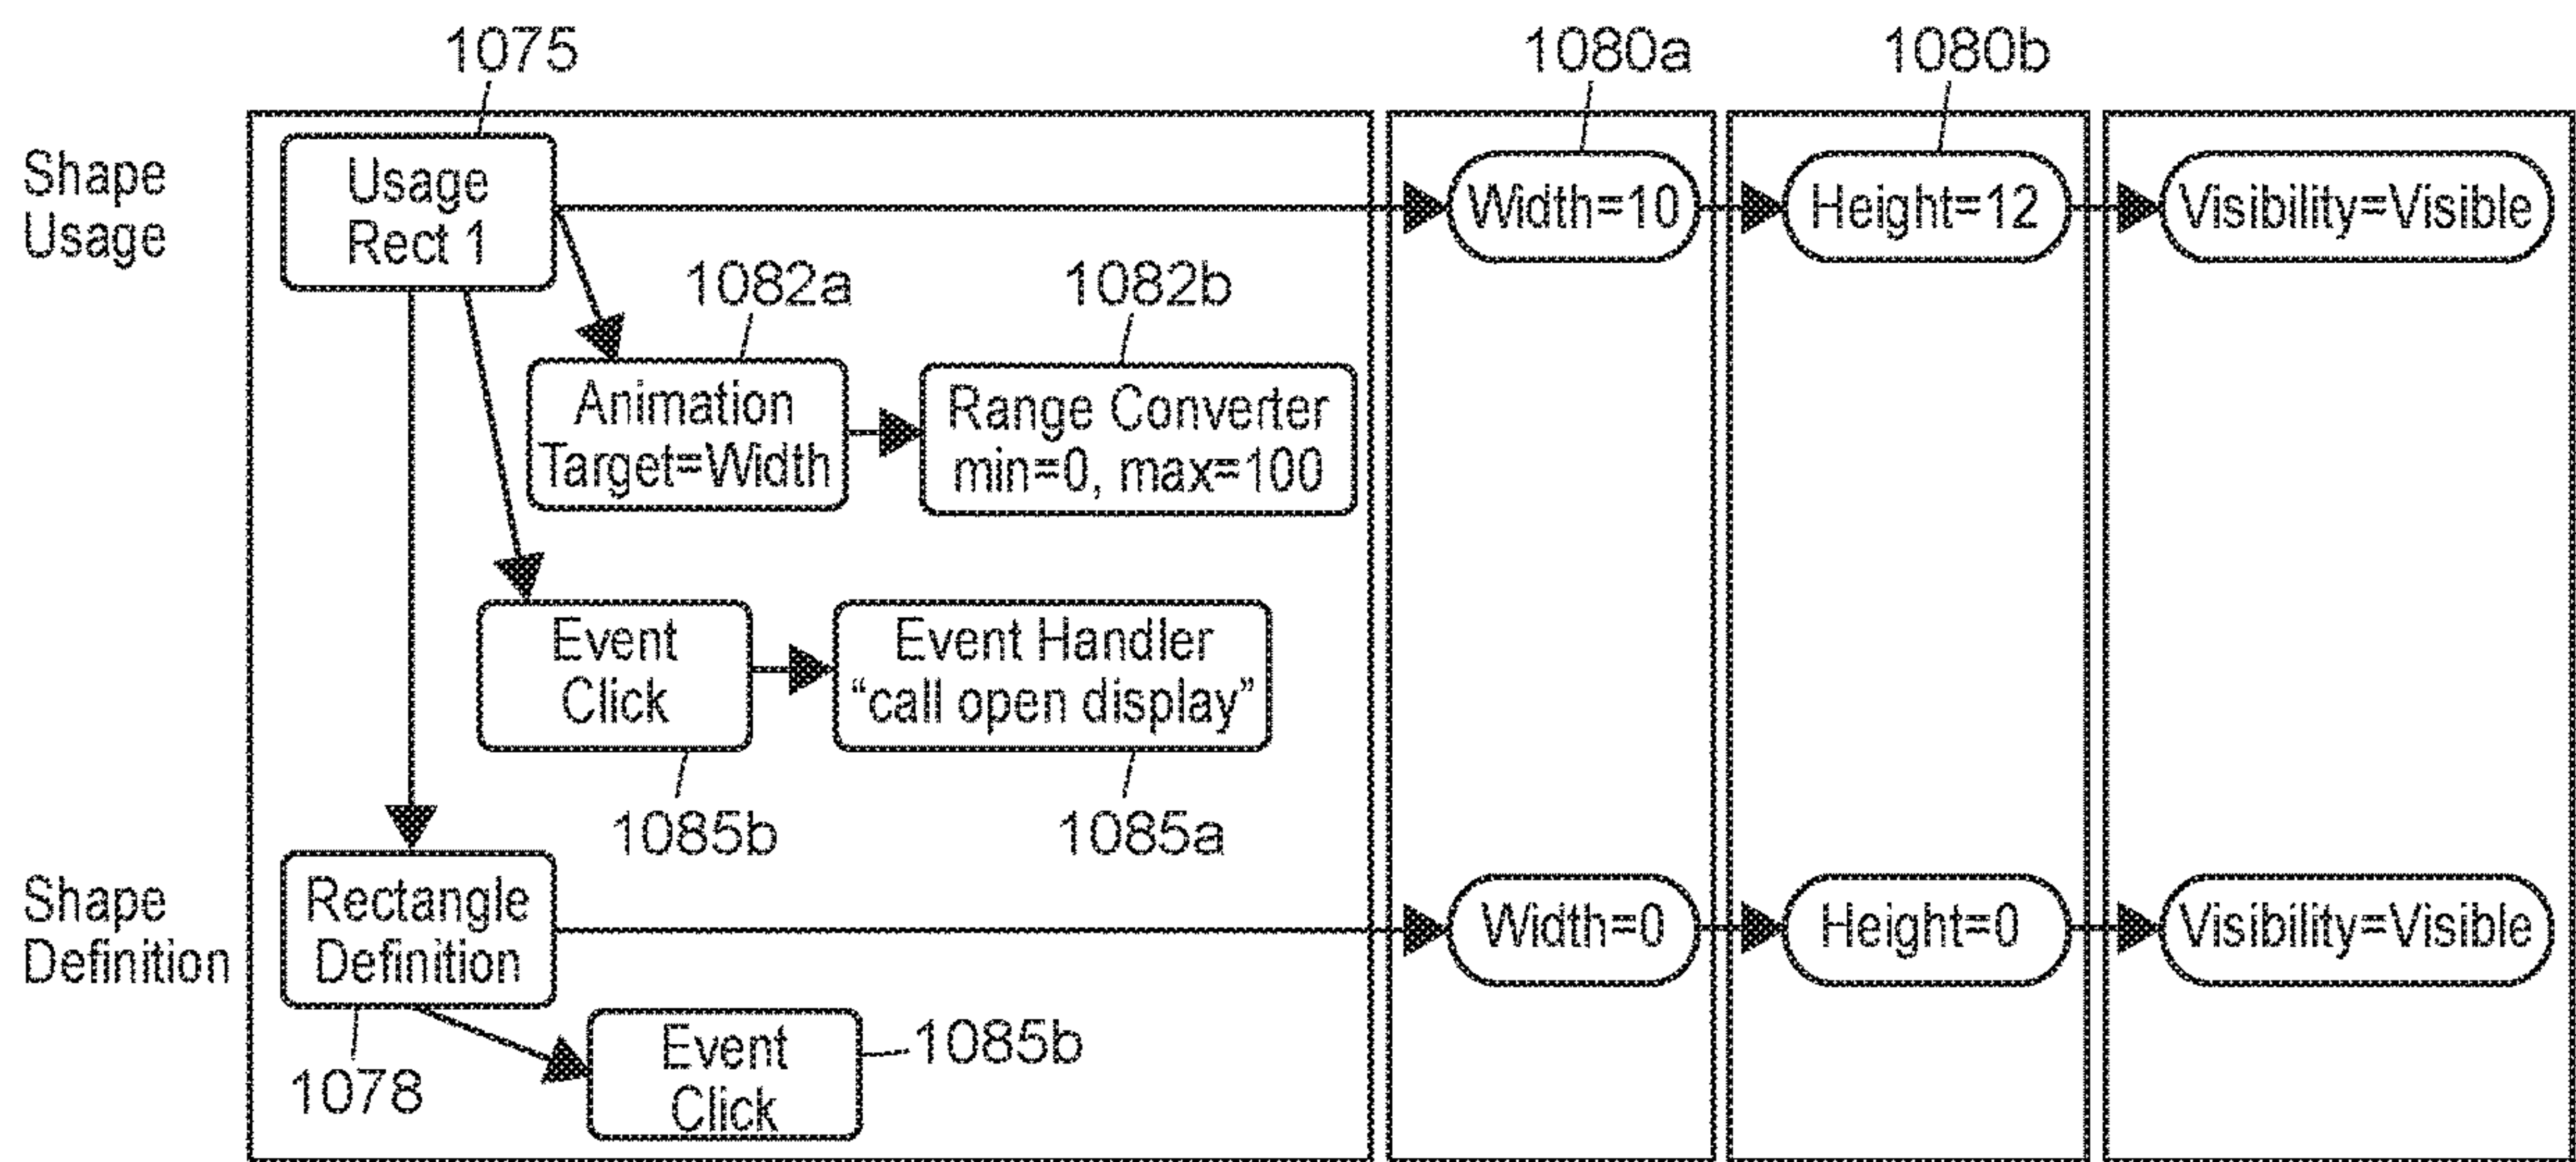 1075
1080a
1080b
Shape
Usage
Usage
Rect 1
Width=10
Height=12
Visibility=Visible
1082a
1082b
Animation
Target=Width
Range Converter
min=0, max=100
Event
Click
Event Handler
“call open display”
1085b
1085a
Shape
Definition
Rectangle
Definition
Width=0
Height=0
Visibility=Visible
1078
Event
Click
1085b